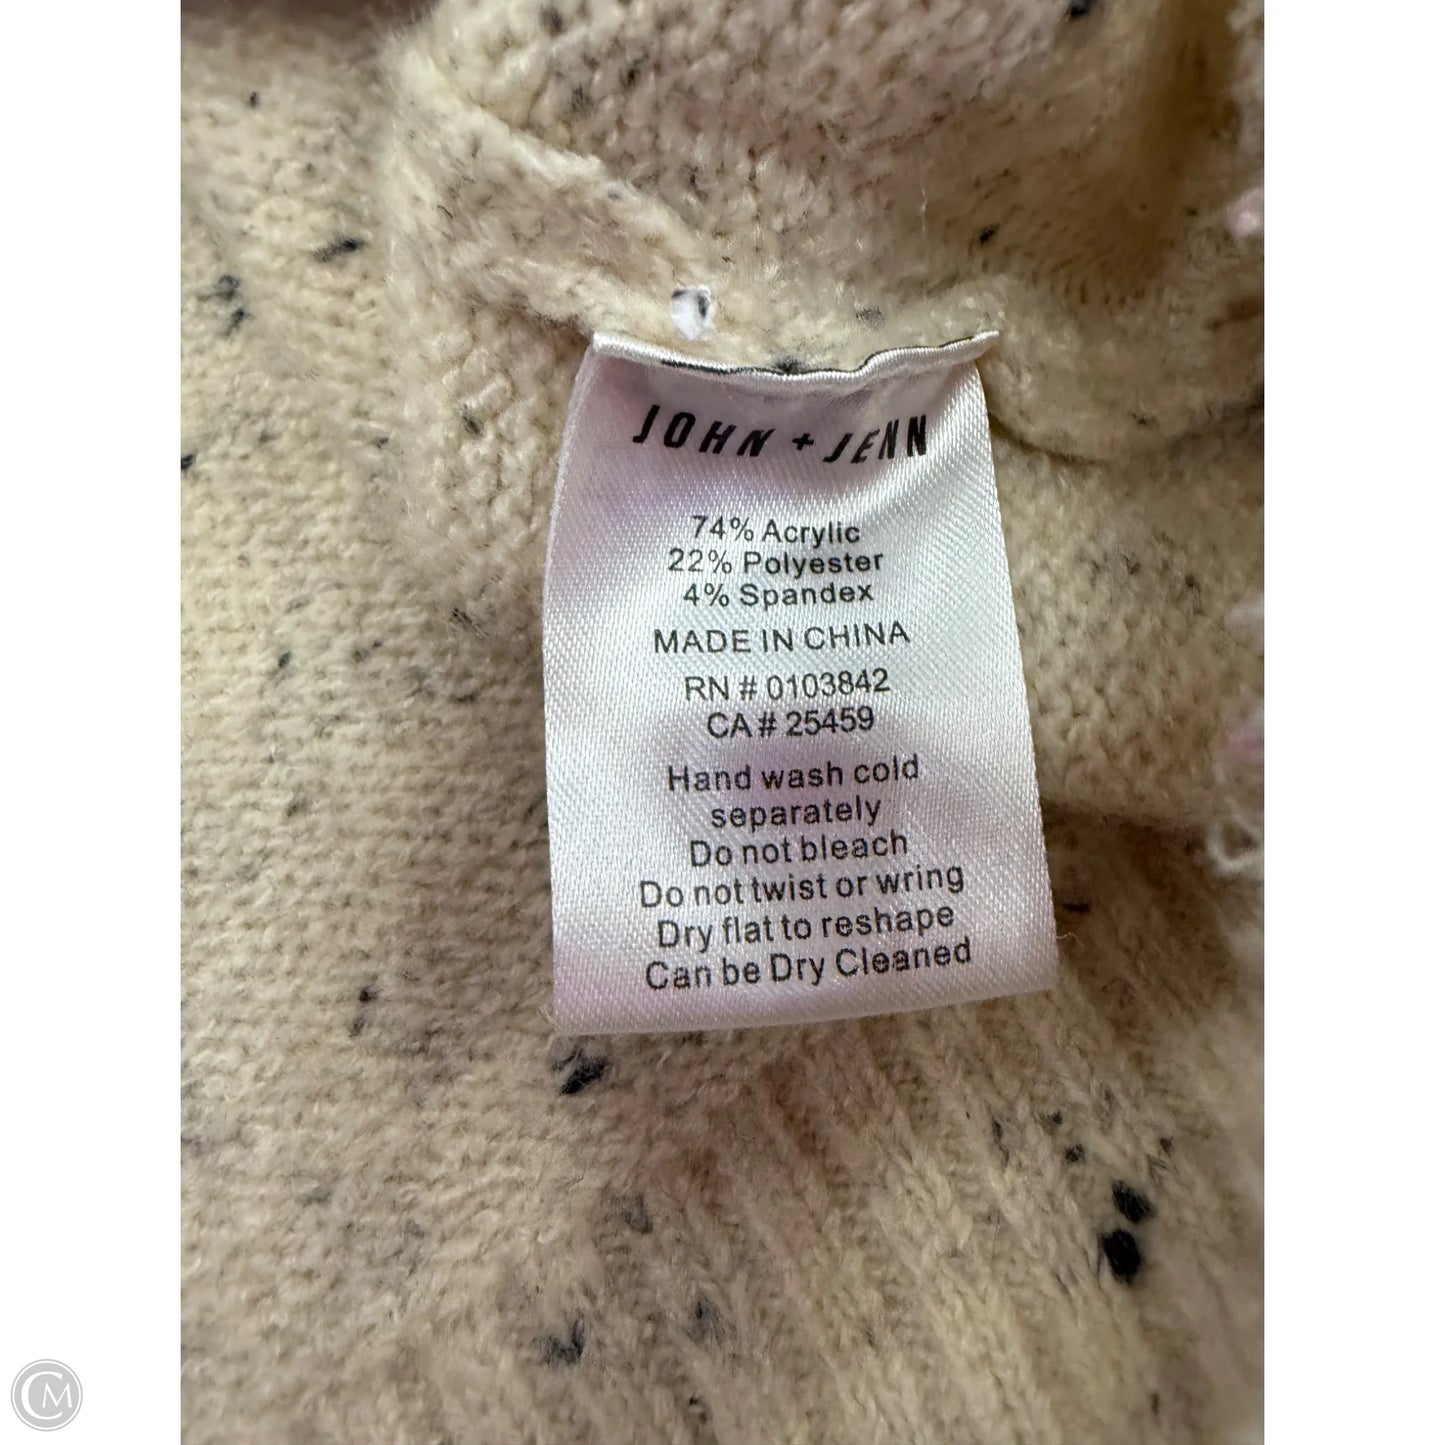 JOHN + JENN
74% Acrylic
22% Polyester
4% Spandex
MADE IN CHINA
RN # 0103842
CA # 25459
Hand wash cold
separately
Do not bleach
Do not twist or wring
Dry flat to reshape
Can be Dry Cleaned
CM